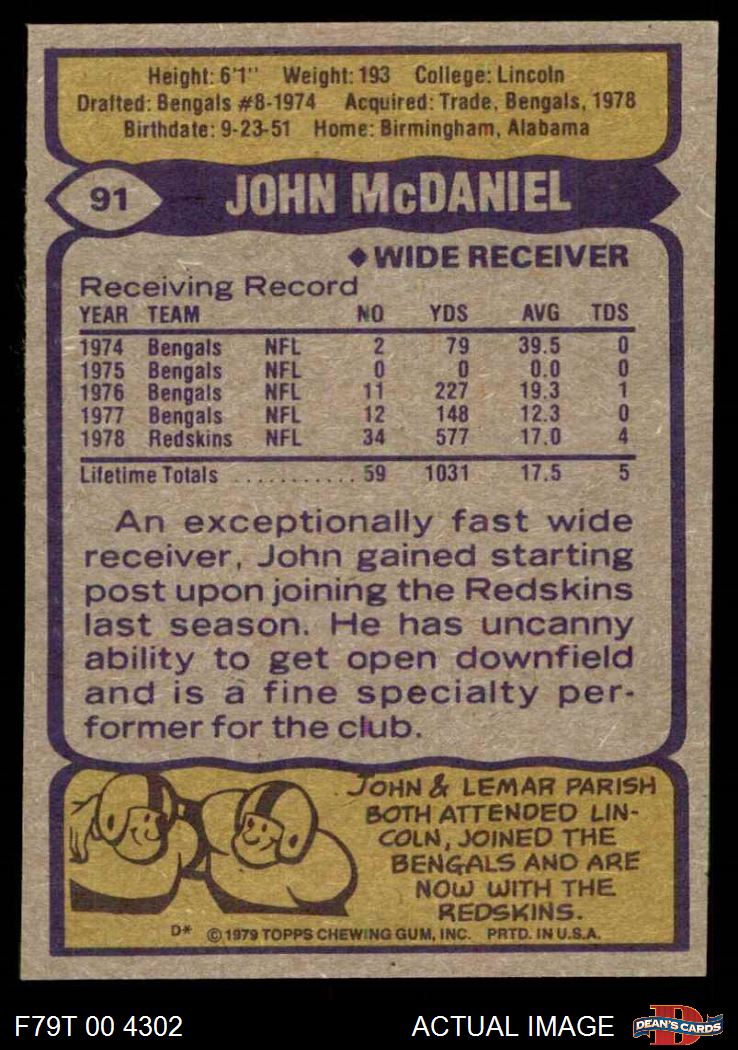 Height: 6'1" Weight: 193 College: Lincoln
Drafted: Bengals #8-1974 Acquired: Trade, Bengals, 1978
Birthdate: 9-23-51 Home: Birmingham, Alabama
91 JOHN McDANIEL
◆WIDE RECEIVER
Receiving Record
YEAR TEAM NO YDS AVG TDS
1974 Bengals NFL 2 79 39.5 0
1975 Bengals NFL 0 0 0.0 0
1976 Bengals NFL 11 227 19.3 1
1977 Bengals NFL 12 148 12.3 0
1978 Redskins NFL 34 577 17.0 4
Lifetime Totals ........... 59 1031 17.5 5
An exceptionally fast wide
receiver, John gained starting
post upon joining the Redskins
last season. He has uncanny
ability to get open downfield
and is a fine specialty per-
former for the club.
JOHN & LEMAR PARISH
BOTH ATTENDED LIN-
COLN, JOINED THE
BENGALS AND ARE
NOW WITH THE
REDSKINS.
D* © 1979 TOPPS CHEWING GUM, INC. PRTD. IN U.S.A.
F79T 00 4302 ACTUAL IMAGE D DEAN'S CARDS